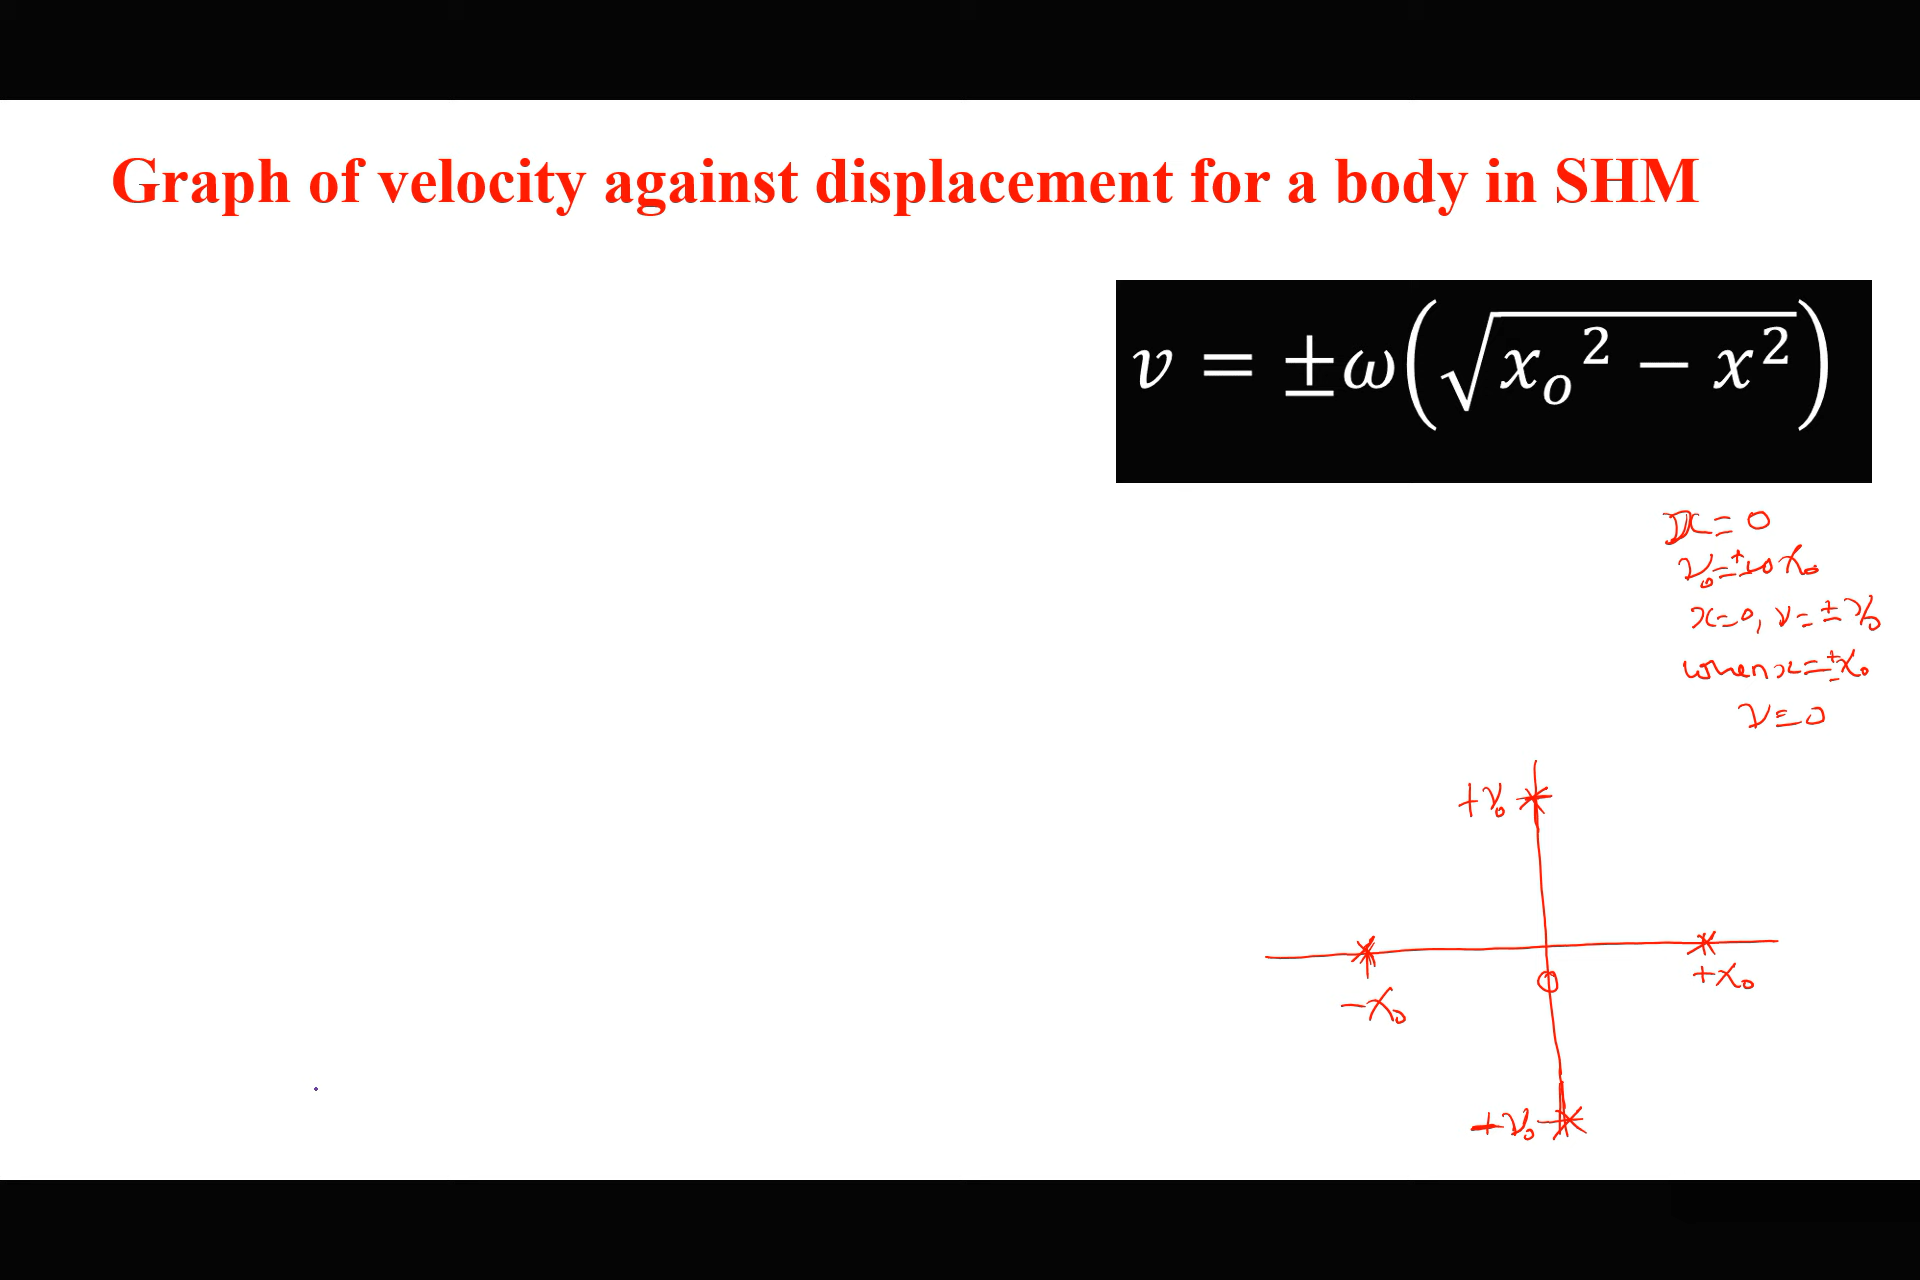 Graph of velocity against displacement for a body in SHM
v = ±ω(√(xₒ² − x²))
x = 0
v₀ = ±ωx₀
x = 0, v = ±v₀
when x = ±x₀
v = 0
+v₀
+x₀
−x₀
0
+v₀